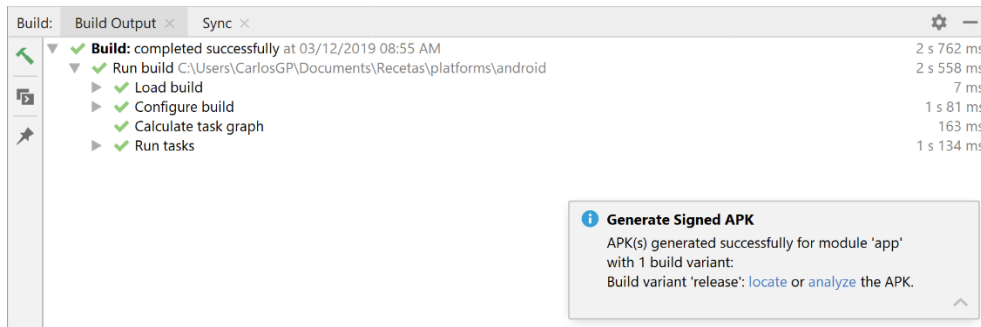 Build: Build Output Sync
Build: completed successfully at 03/12/2019 08:55 AM 2 s 762 ms
Run build C:\Users\CarlosGP\Documents\Recetas\platforms\android 2 s 558 ms
Load build 7 ms
Configure build 1 s 81 ms
Calculate task graph 163 ms
Run tasks 1 s 134 ms
Generate Signed APK
APK(s) generated successfully for module 'app'
with 1 build variant:
Build variant 'release': locate or analyze the APK.